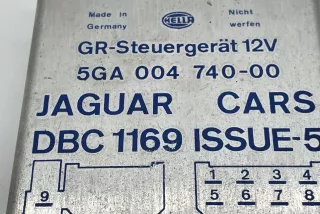 Made in Germany
HELLA
Nicht werfen
GR-Steuergerät 12V
5GA 004 740-00
JAGUAR CARS
DBC 1169 ISSUE-5
1 2 3 4
9 5 6 7 8